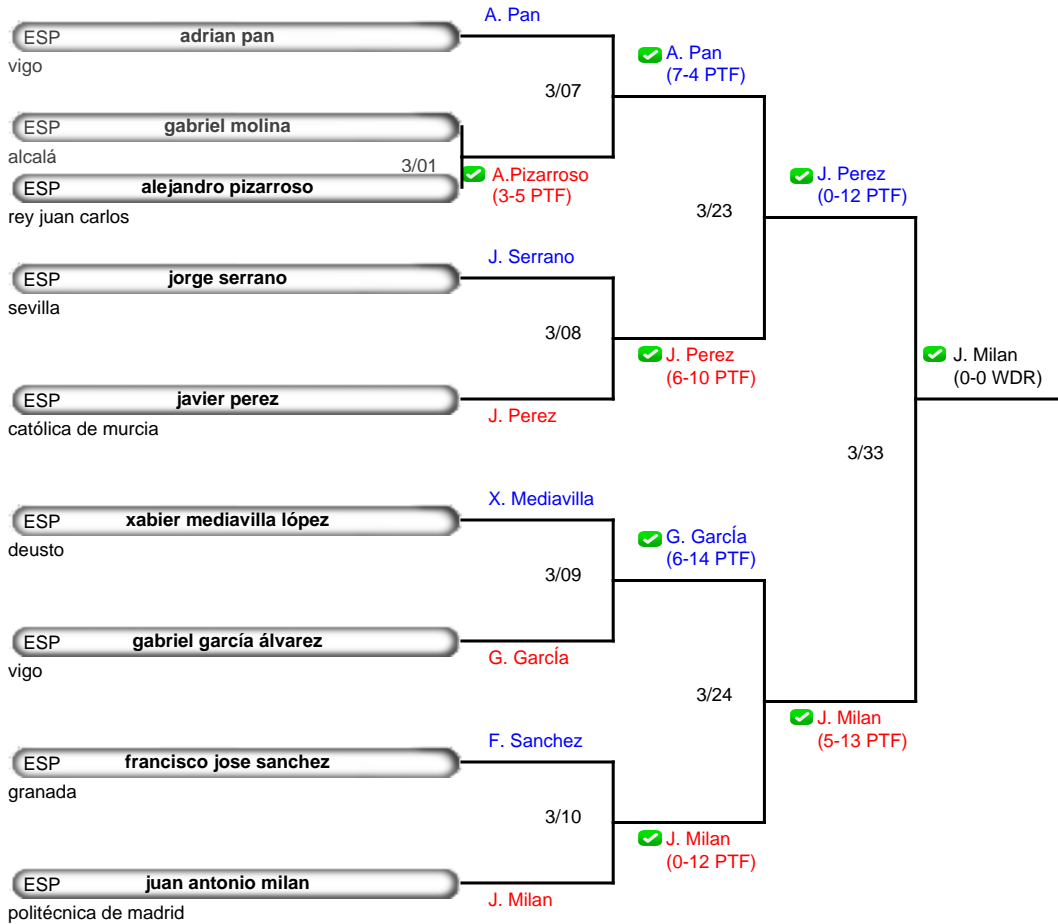 A. Pan
ESP adrian pan
vigo
A. Pan
(7-4 PTF)
3/07
ESP gabriel molina
alcalá
3/01
A.Pizarroso
(3-5 PTF)
ESP alejandro pizarroso
rey juan carlos
J. Perez
(0-12 PTF)
3/23
J. Serrano
ESP jorge serrano
sevilla
3/08
J. Perez
(6-10 PTF)
J. Milan
(0-0 WDR)
ESP javier perez
católica de murcia
J. Perez
3/33
X. Mediavilla
ESP xabier mediavilla lópez
deusto
G. GarcÍa
(6-14 PTF)
3/09
ESP gabriel garcía álvarez
vigo
G. GarcÍa
3/24
J. Milan
(5-13 PTF)
F. Sanchez
ESP francisco jose sanchez
granada
3/10
J. Milan
(0-12 PTF)
ESP juan antonio milan
politécnica de madrid
J. Milan